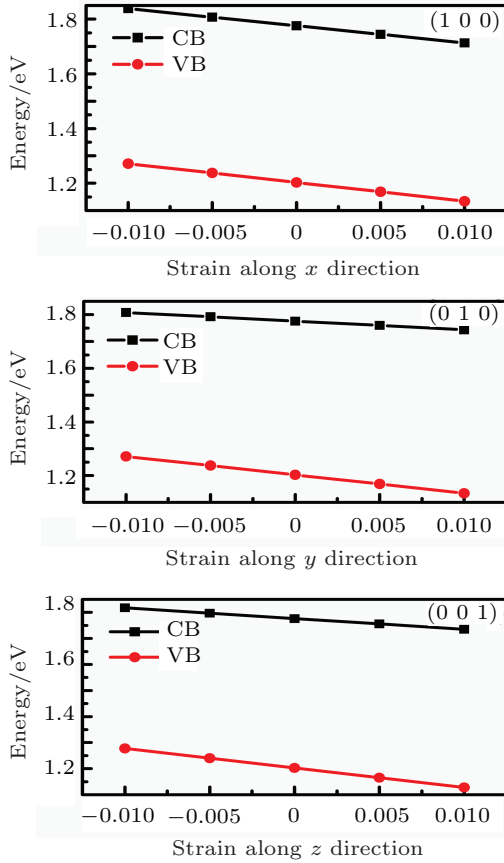 (1 0 0)
CB
VB
1.8
1.6
1.4
1.2
Energy/eV
−0.010 −0.005 0 0.005 0.010
Strain along x direction
(0 1 0)
CB
VB
1.8
1.6
1.4
1.2
Energy/eV
−0.010 −0.005 0 0.005 0.010
Strain along y direction
(0 0 1)
CB
VB
1.8
1.6
1.4
1.2
Energy/eV
−0.010 −0.005 0 0.005 0.010
Strain along z direction